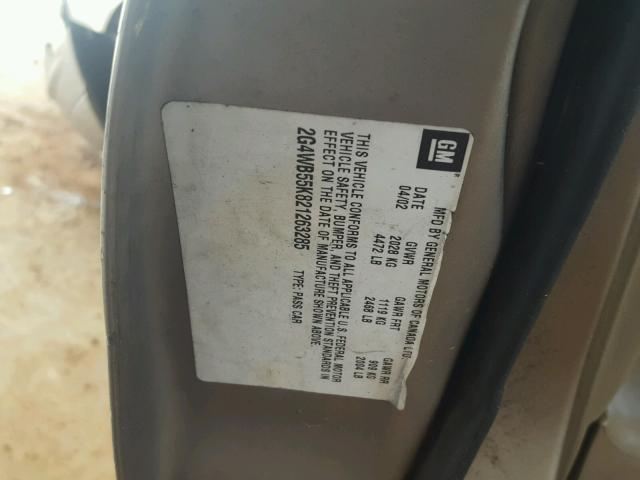 GM
MFD BY GENERAL MOTORS OF CANADA LTD
DATE GVWR GAWR FRT GAWR RR
04/02 2028 KG 1119 KG 909 KG
4472 LB 2468 LB 2004 LB
THIS VEHICLE CONFORMS TO ALL APPLICABLE U.S. FEDERAL MOTOR
VEHICLE SAFETY, BUMPER, AND THEFT PREVENTION STANDARDS IN
EFFECT ON THE DATE OF MANUFACTURE SHOWN ABOVE.
2G4WB55K821263285 TYPE: PASS CAR